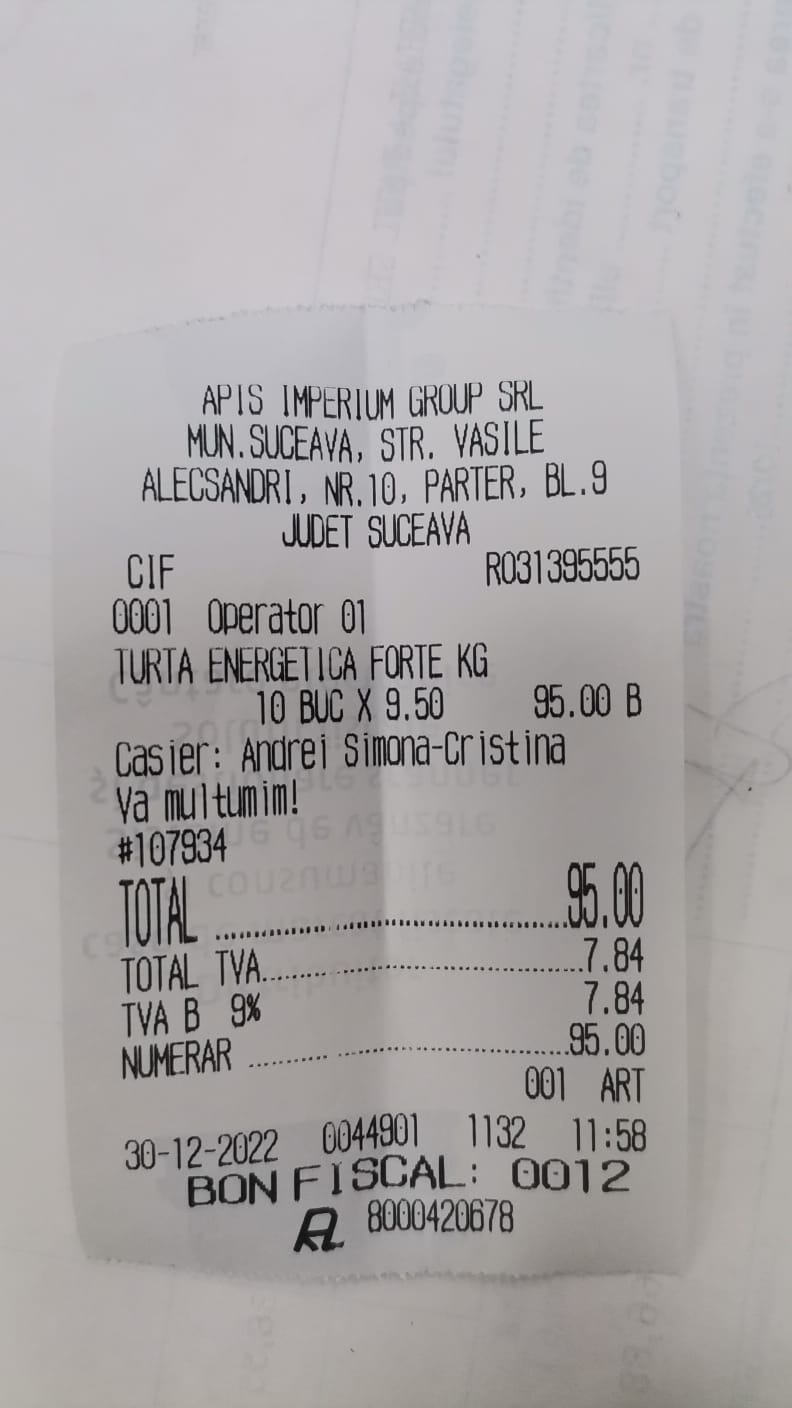 APIS IMPERIUM GROUP SRL
MUN.SUCEAVA, STR. VASILE
ALECSANDRI, NR.10, PARTER, BL.9
JUDET SUCEAVA
CIF RO31395555
0001 Operator 01
TURTA ENERGETICA FORTE KG
10 BUC X 9.50 95.00 B
Casier: Andrei Simona-Cristina
Va multumim!
#107934
TOTAL ........................................95.00
TOTAL TVA........................................7.84
TVA B 9% 7.84
NUMERAR ........................................95.00
001 ART
30-12-2022 0044901 1132 11:58
BON FISCAL: 0012
8000420678